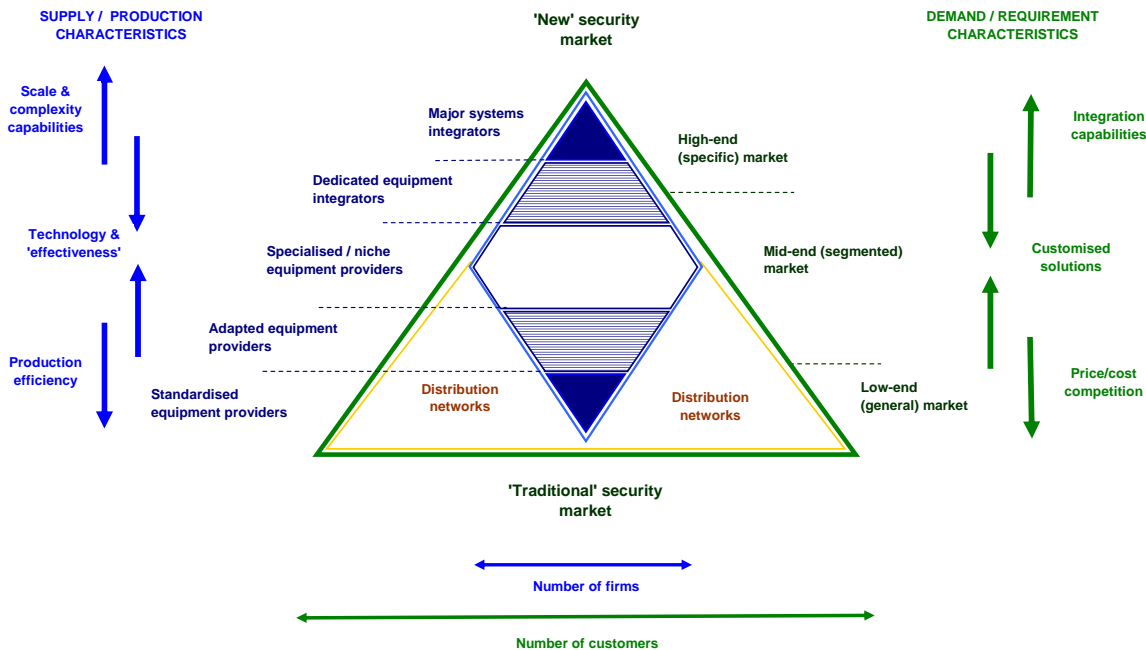 SUPPLY / PRODUCTION
CHARACTERISTICS
'New' security
market
DEMAND / REQUIREMENT
CHARACTERISTICS
Scale &
complexity
capabilities
Technology &
'effectiveness'
Production
efficiency
Major systems
integrators
Dedicated equipment
integrators
Specialised / niche
equipment providers
Adapted equipment
providers
Standardised
equipment providers
Distribution
networks
Distribution
networks
High-end
(specific) market
Mid-end (segmented)
market
Low-end
(general) market
Integration
capabilities
Customised
solutions
Price/cost
competition
'Traditional' security
market
Number of firms
Number of customers